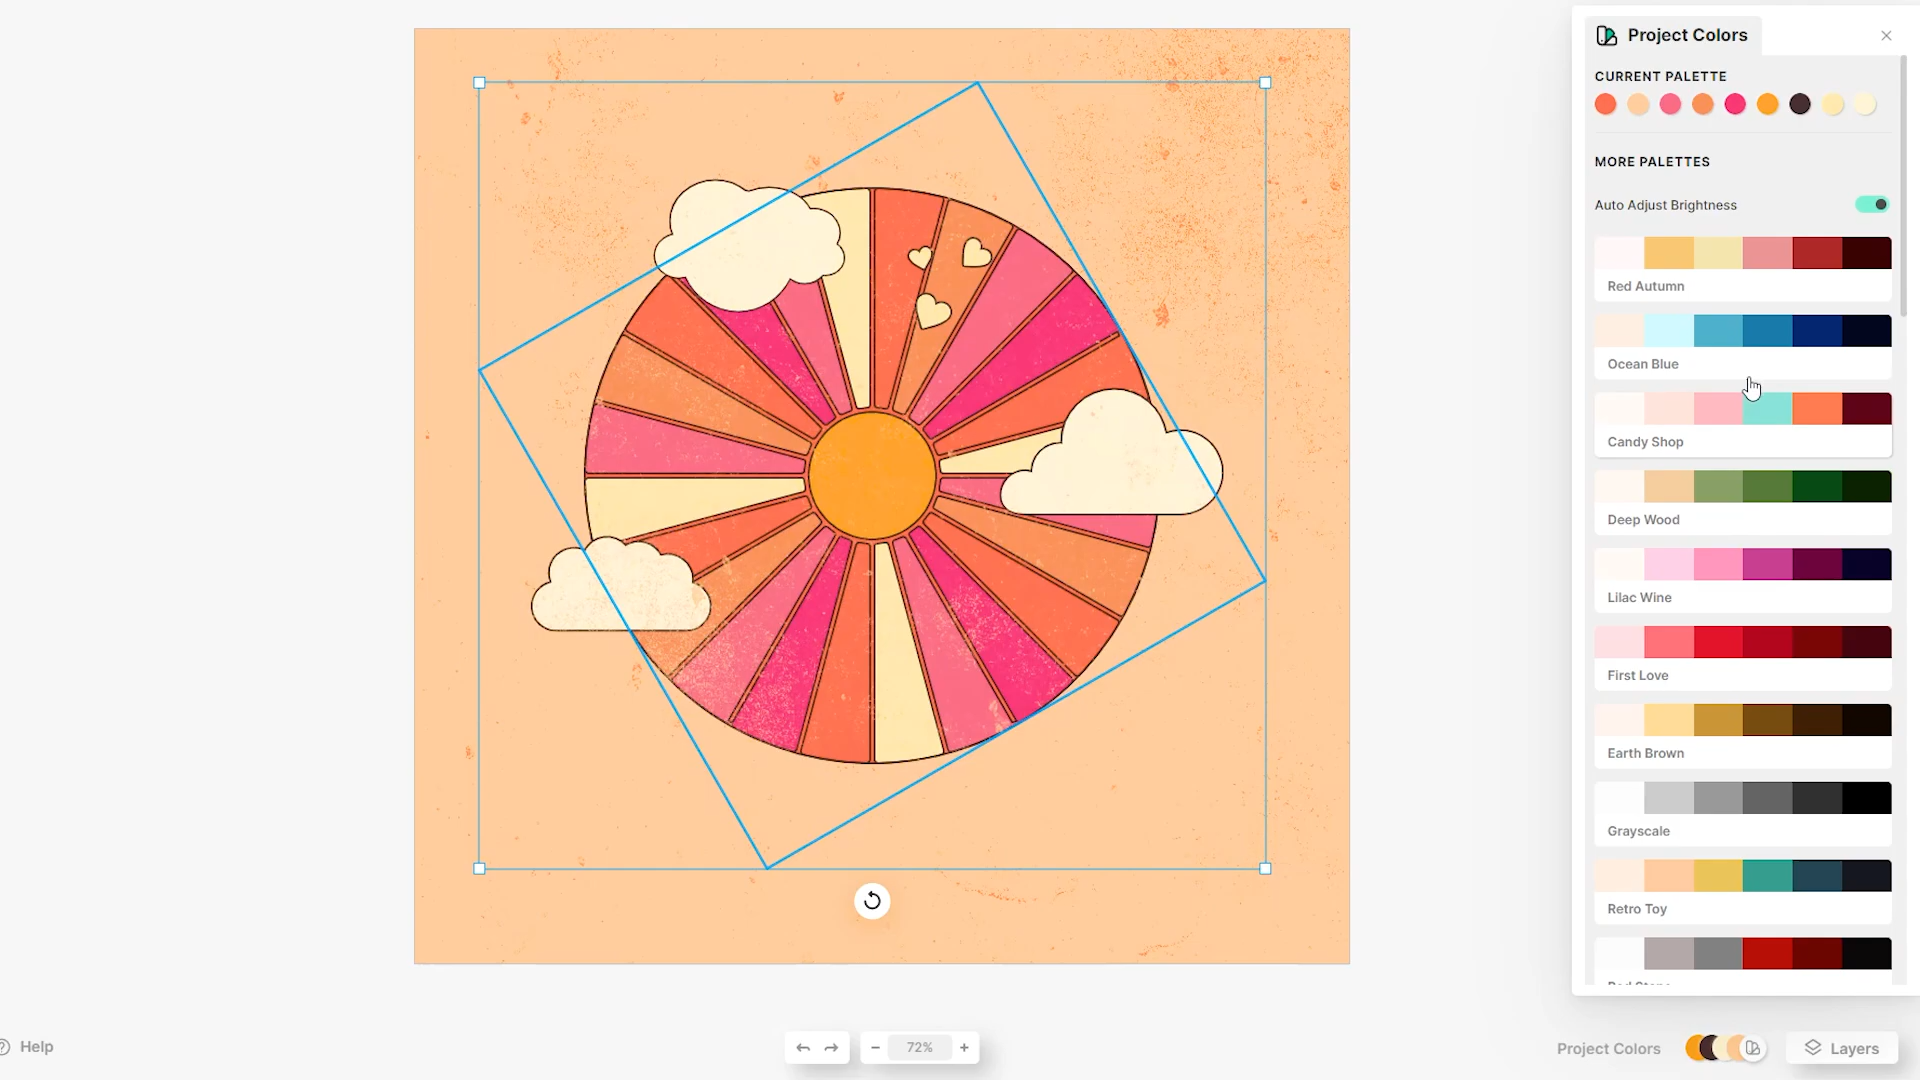 Project Colors
CURRENT PALETTE
MORE PALETTES
Auto Adjust Brightness
Red Autumn
Ocean Blue
Candy Shop
Deep Wood
Lilac Wine
First Love
Earth Brown
Grayscale
Retro Toy
Help
72%
Project Colors
Layers